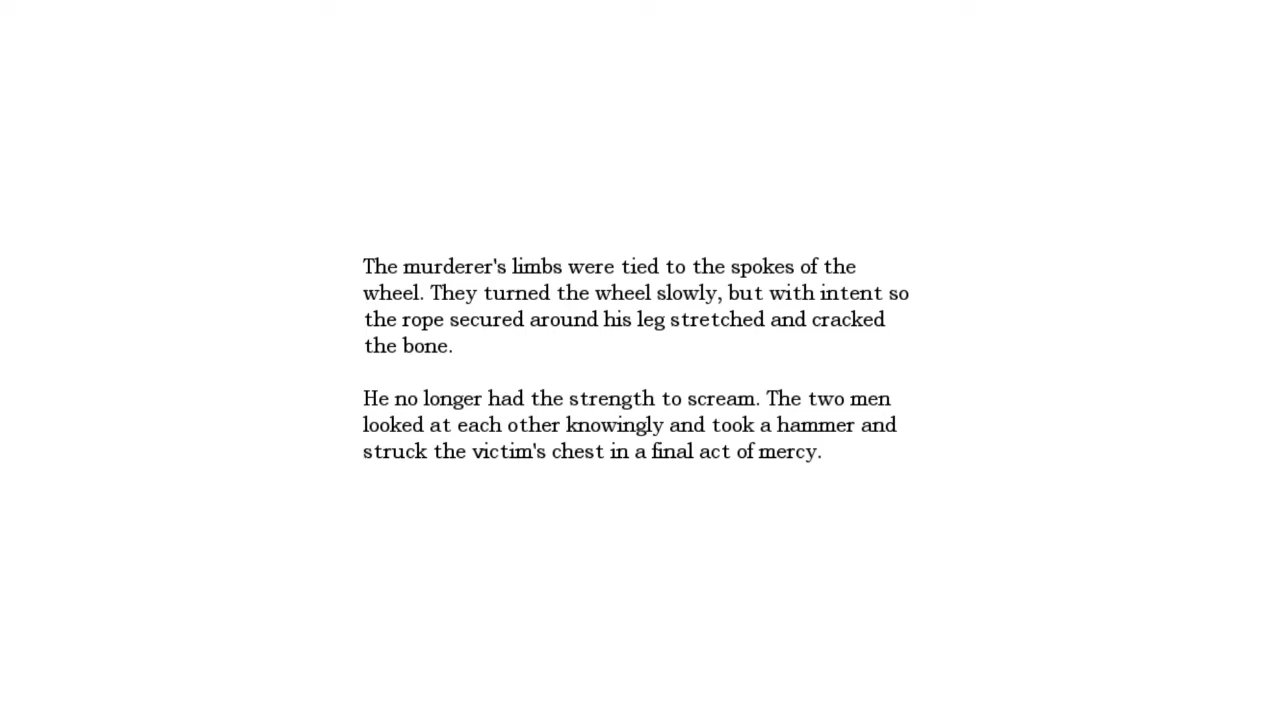 The murderer's limbs were tied to the spokes of the
wheel. They turned the wheel slowly, but with intent so
the rope secured around his leg stretched and cracked
the bone.
He no longer had the strength to scream. The two men
looked at each other knowingly and took a hammer and
struck the victim's chest in a final act of mercy.